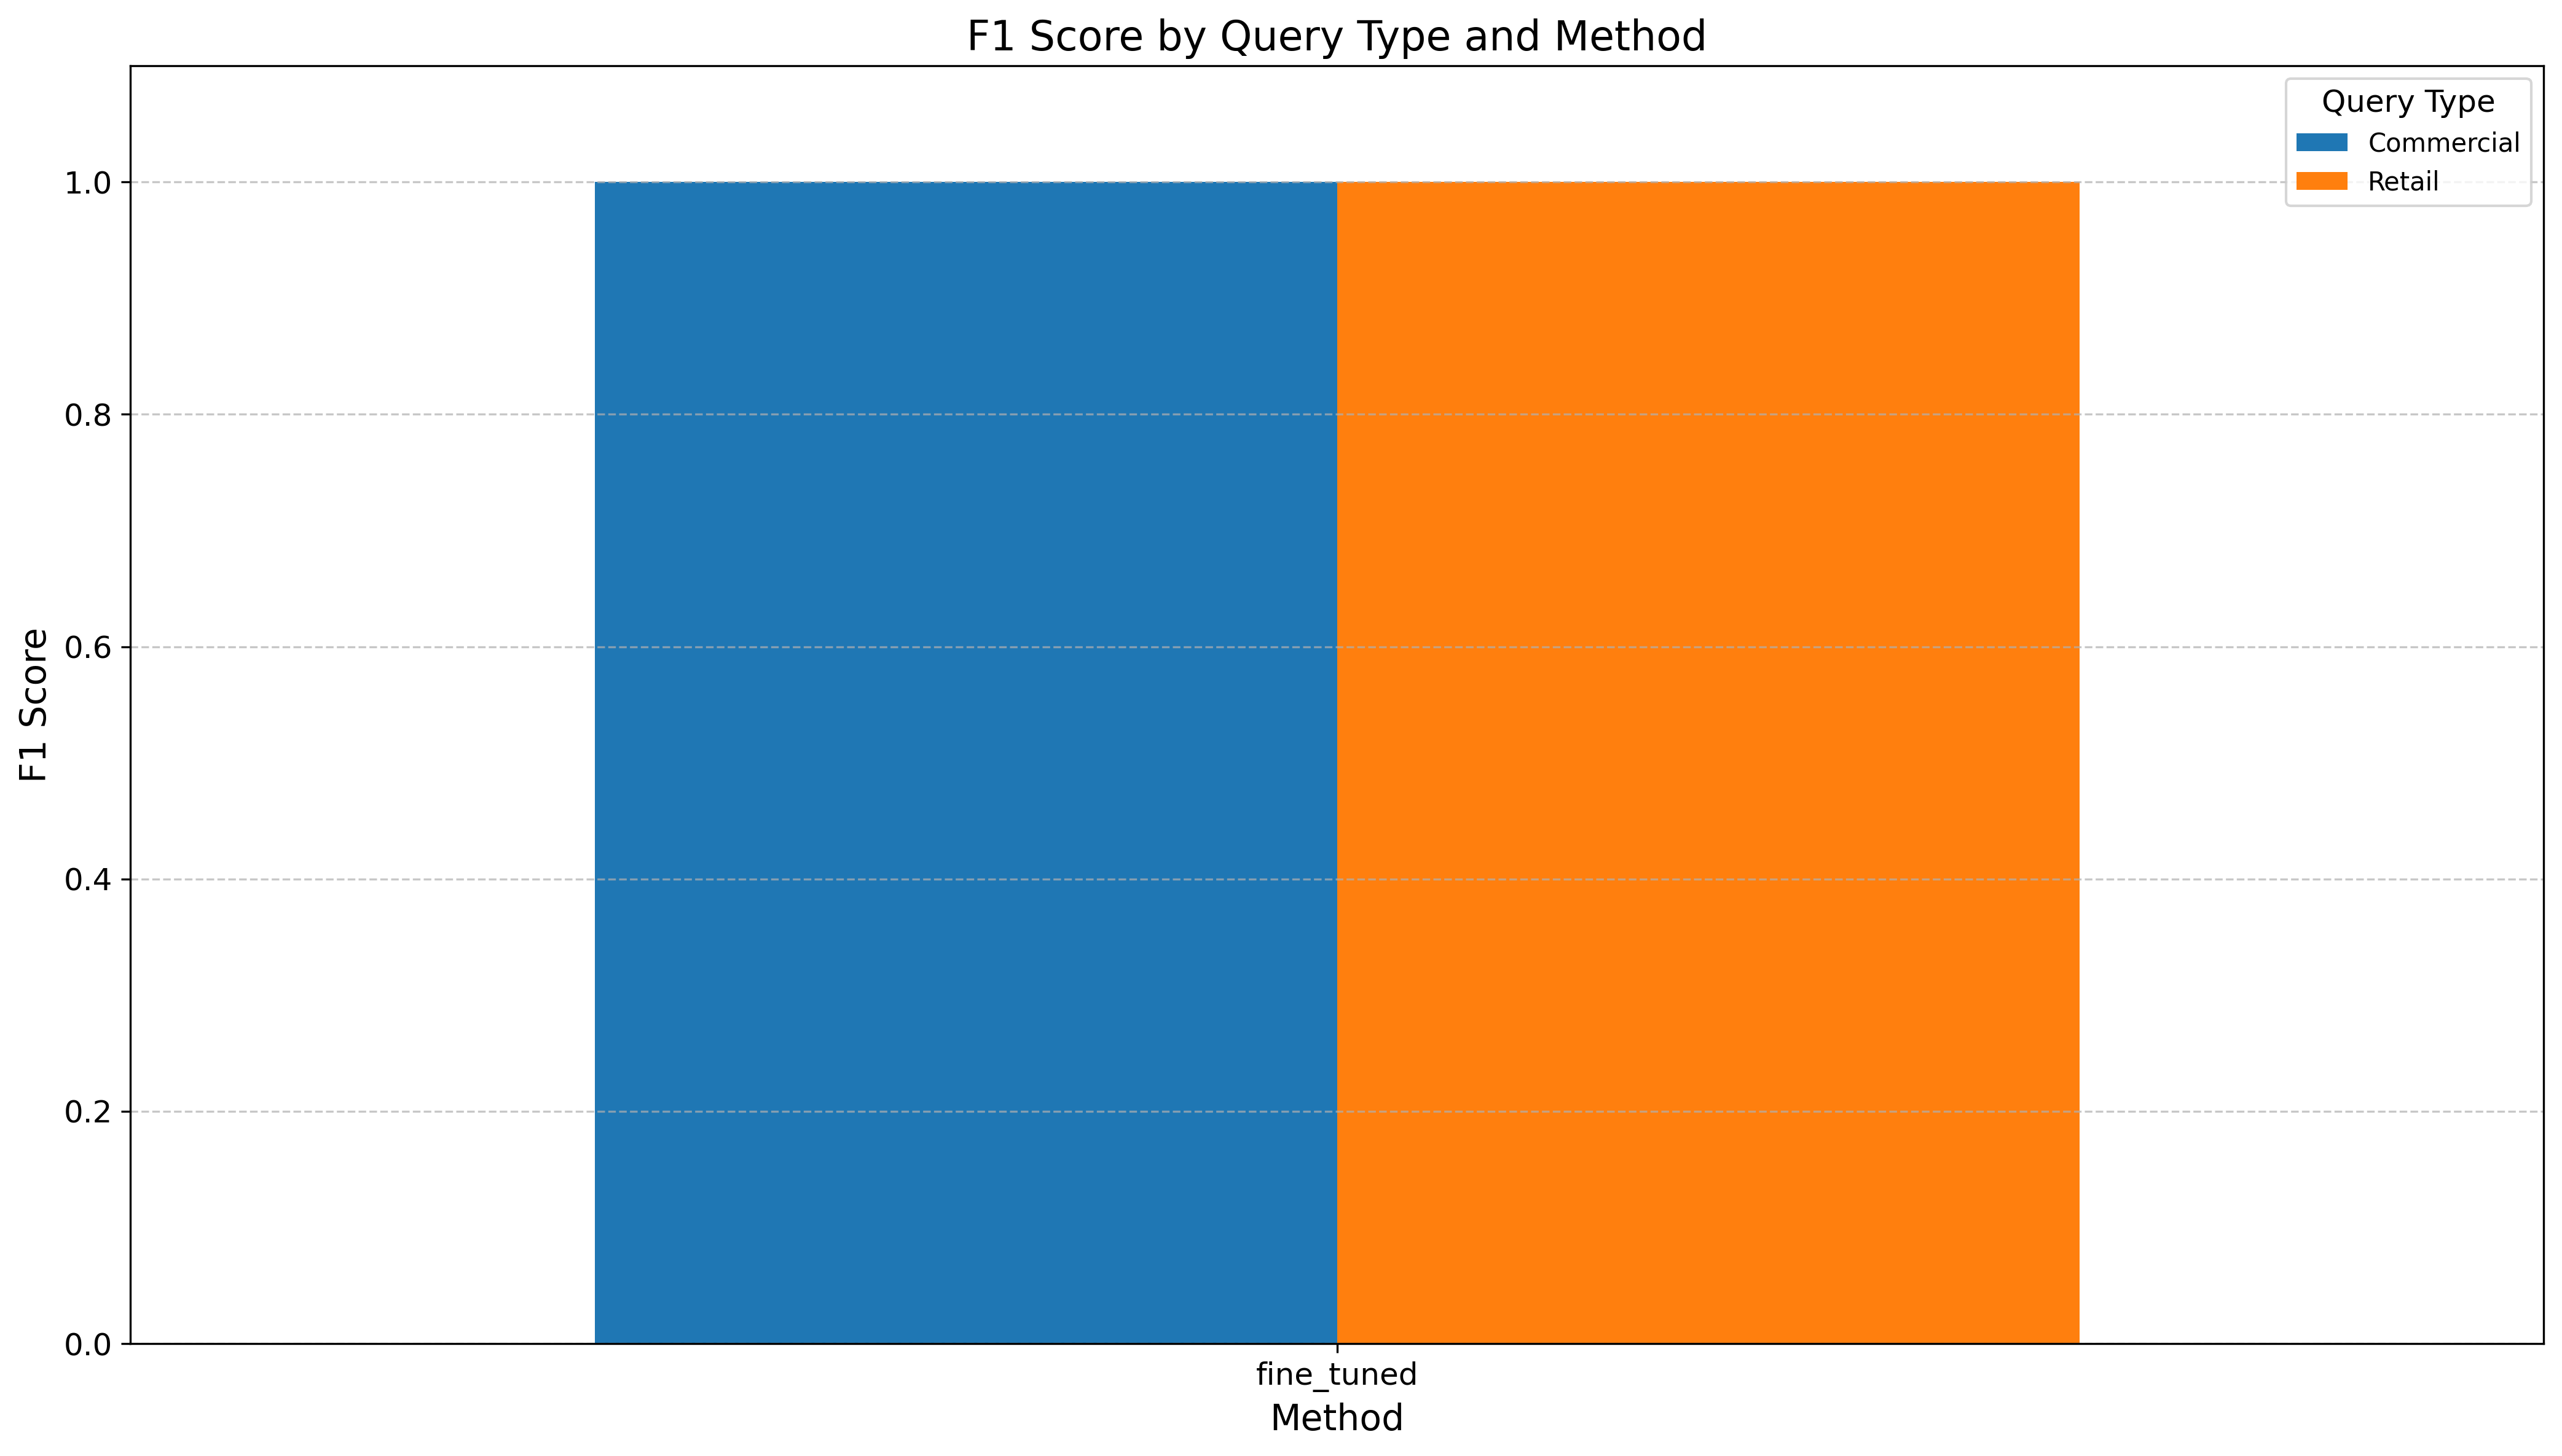 F1 Score by Query Type and Method
Query Type
Commercial
Retail
1.0
0.8
0.6
0.4
0.2
0.0
F1 Score
fine_tuned
Method